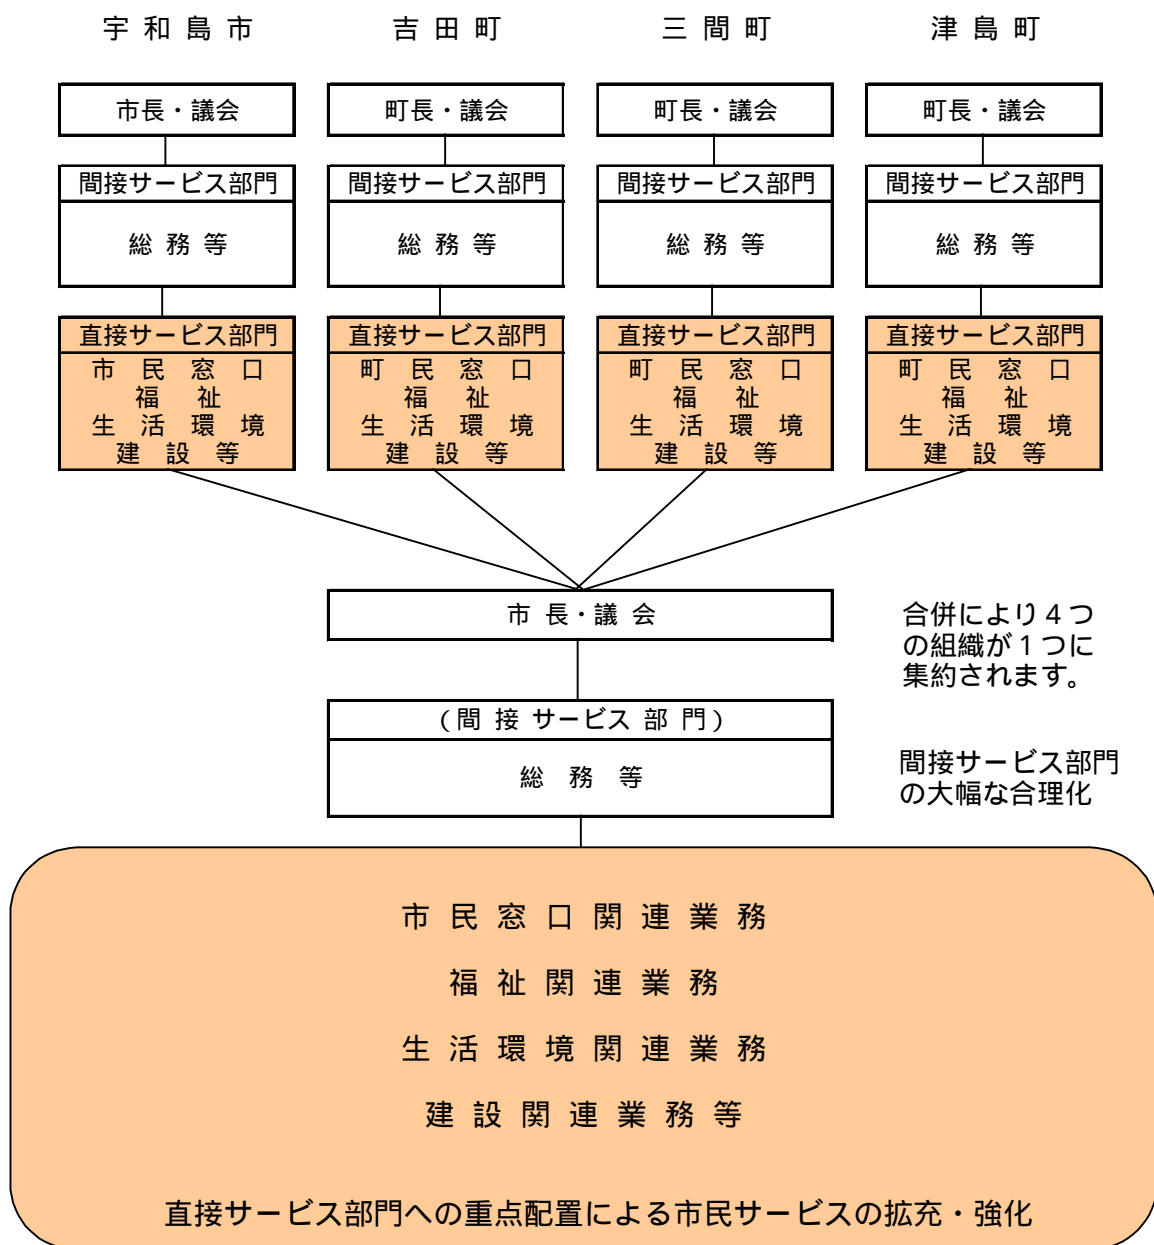 宇和島市
吉田町
三間町
津島町
市長・議会
町長・議会
町長・議会
町長・議会
間接サービス部門
間接サービス部門
間接サービス部門
間接サービス部門
総務等
総務等
総務等
総務等
直接サービス部門
直接サービス部門
直接サービス部門
直接サービス部門
市民窓口
福祉
生活環境
建設等
町民窓口
福祉
生活環境
建設等
町民窓口
福祉
生活環境
建設等
町民窓口
福祉
生活環境
建設等
市長・議会
合併により４つ
の組織が１つに
集約されます。
(間接サービス部門)
総務等
間接サービス部門
の大幅な合理化
市民窓口関連業務
福祉関連業務
生活環境関連業務
建設関連業務等
直接サービス部門への重点配置による市民サービスの拡充・強化